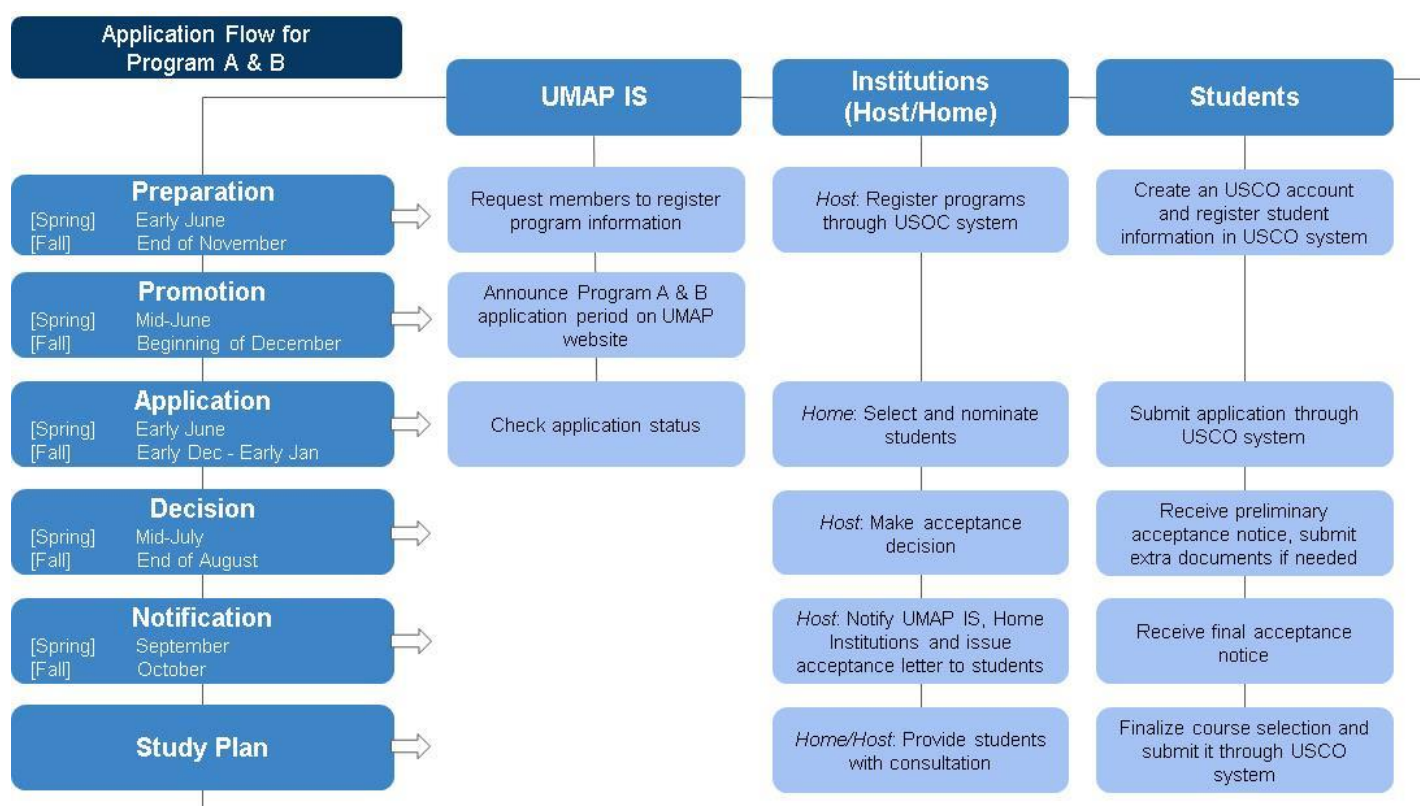 Application Flow for
Program A & B
UMAP IS
Institutions
(Host/Home)
Students
Preparation
[Spring] Early June
[Fall] End of November
Request members to register
program information
Host: Register programs
through USOC system
Create an USCO account
and register student
information in USCO system
Promotion
[Spring] Mid-June
[Fall] Beginning of December
Announce Program A & B
application period on UMAP
website
Application
[Spring] Early June
[Fall] Early Dec - Early Jan
Check application status
Home: Select and nominate
students
Submit application through
USCO system
Decision
[Spring] Mid-July
[Fall] End of August
Host: Make acceptance
decision
Receive preliminary
acceptance notice, submit
extra documents if needed
Notification
[Spring] September
[Fall] October
Host: Notify UMAP IS, Home
Institutions and issue
acceptance letter to students
Receive final acceptance
notice
Study Plan
Home/Host: Provide students
with consultation
Finalize course selection and
submit it through USCO
system